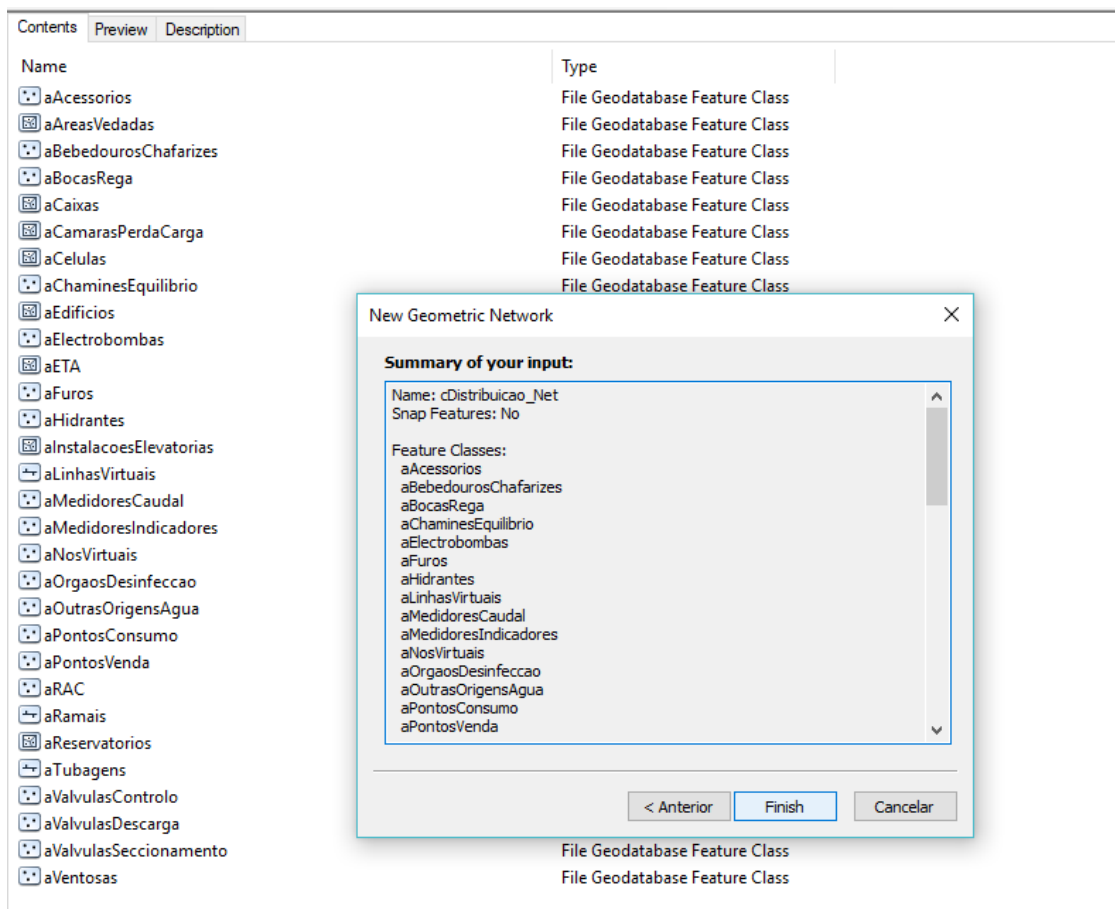 Contents Preview Description
Name Type
aAcessorios File Geodatabase Feature Class
aAreasVedadas File Geodatabase Feature Class
aBebedourosChafarizes File Geodatabase Feature Class
aBocasRega File Geodatabase Feature Class
aCaixas File Geodatabase Feature Class
aCamarasPerdaCarga File Geodatabase Feature Class
aCelulas File Geodatabase Feature Class
aChaminesEquilibrio File Geodatabase Feature Class
aEdificios
aElectrobombas
aETA
aFuros
aHidrantes
aInstalacoesElevatorias
aLinhasVirtuais
aMedidoresCaudal
aMedidoresIndicadores
aNosVirtuais
aOrgaosDesinfeccao
aOutrasOrigensAgua
aPontosConsumo
aPontosVenda
aRAC
aRamais
aReservatorios
aTubagens
aValvulasControlo
aValvulasDescarga
aValvulasSeccionamento File Geodatabase Feature Class
aVentosas File Geodatabase Feature Class
New Geometric Network
Summary of your input:
Name: cDistribuicao_Net
Snap Features: No
Feature Classes:
aAcessorios
aBebedourosChafarizes
aBocasRega
aChaminesEquilibrio
aElectrobombas
aFuros
aHidrantes
aLinhasVirtuais
aMedidoresCaudal
aMedidoresIndicadores
aNosVirtuais
aOrgaosDesinfeccao
aOutrasOrigensAgua
aPontosConsumo
aPontosVenda
< Anterior Finish Cancelar